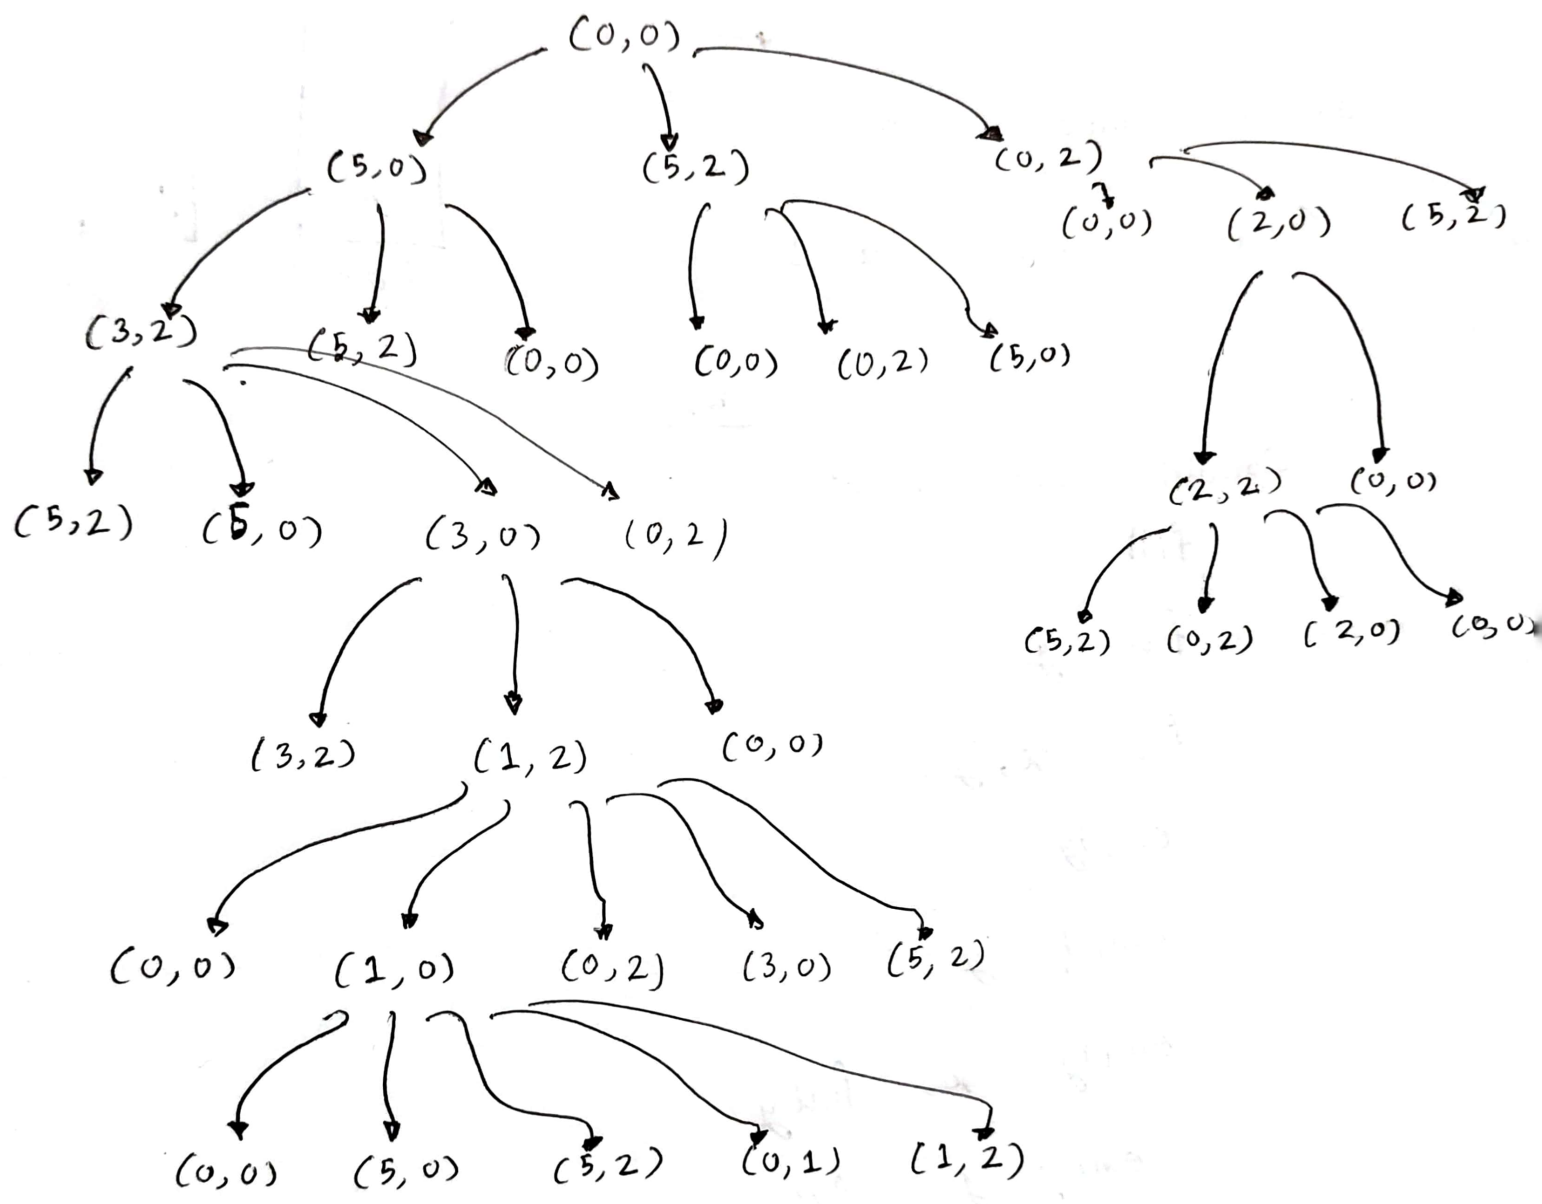 (0,0)
(5,0) (5,2) (0,2)
(0,0) (2,0) (5,2)
(3,2) (5,2) (0,0) (0,0) (0,2) (5,0)
(2,2) (0,0)
(5,2) (5,0) (3,0) (0,2)
(5,2) (0,2) (2,0) (0,0)
(3,2) (1,2) (0,0)
(0,0) (1,0) (0,2) (3,0) (5,2)
(0,0) (5,0) (5,2) (0,1) (1,2)